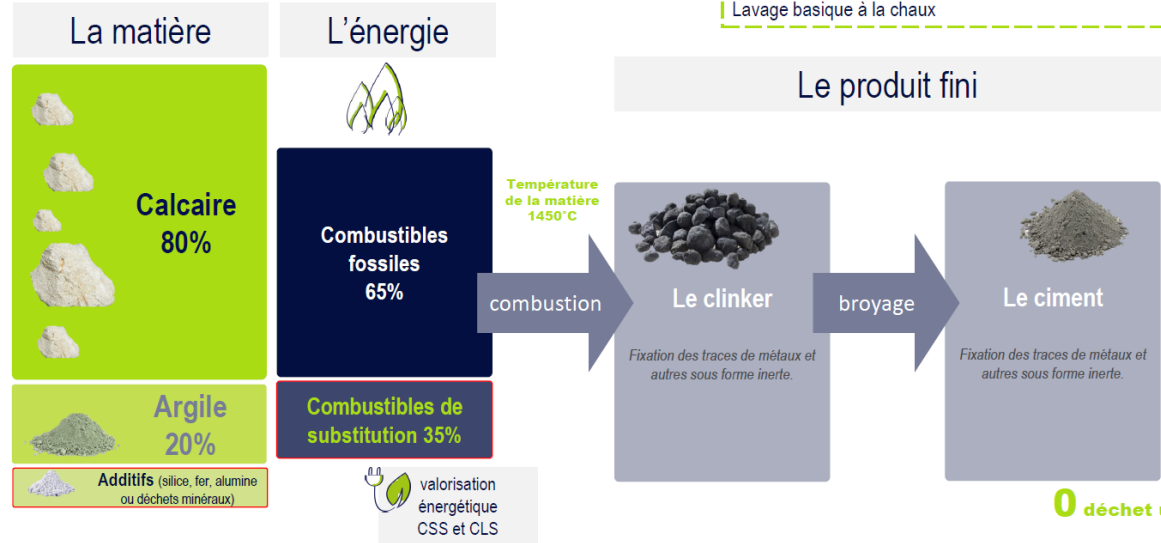 Lavage basique à la chaux
La matière
L'énergie
Le produit fini
Calcaire
80%
Argile
20%
Additifs (silice, fer, alumine
ou déchets minéraux)
Combustibles
fossiles
65%
Combustibles de
substitution 35%
valorisation
énergétique
CSS et CLS
Température
de la matière
1450°C
combustion
Le clinker
Fixation des traces de métaux et
autres sous forme inerte.
broyage
Le ciment
Fixation des traces de métaux et
autres sous forme inerte.
0 déchet